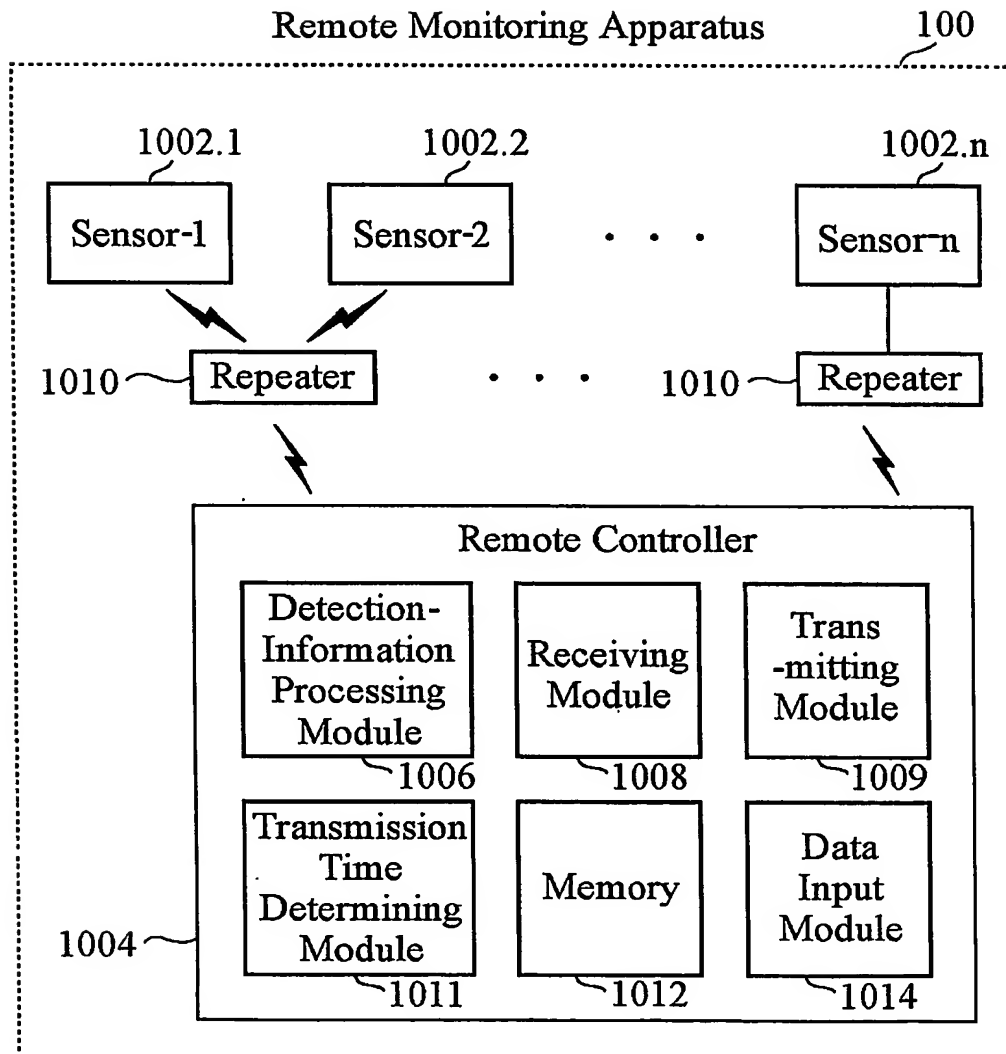 Remote Monitoring Apparatus
100
1002.1
1002.2
1002.n
Sensor-1
Sensor-2
. . .
Sensor-n
1010
Repeater
. . .
1010
Repeater
Remote Controller
Detection-
Information
Processing
Module
Receiving
Module
Trans
-mitting
Module
1006
1008
1009
Transmission
Time
Determining
Module
Memory
Data
Input
Module
1004
1011
1012
1014